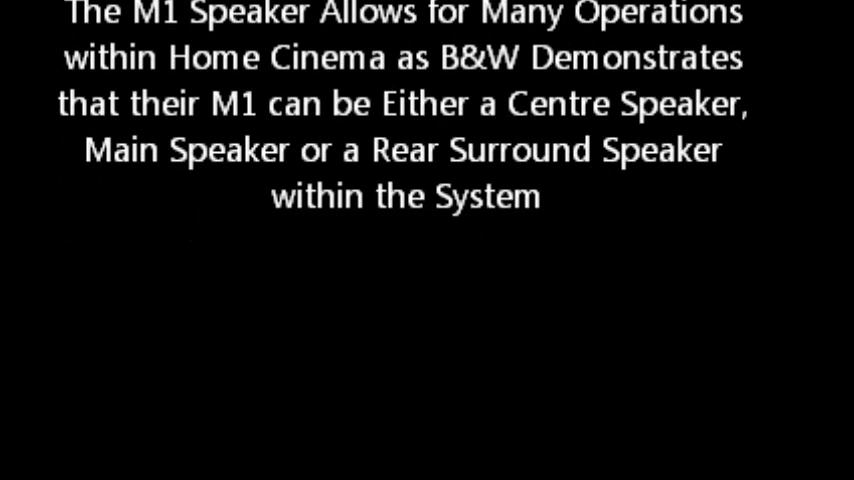 The M1 Speaker Allows for Many Operations
within Home Cinema as B&W Demonstrates
that their M1 can be Either a Centre Speaker,
Main Speaker or a Rear Surround Speaker
within the System